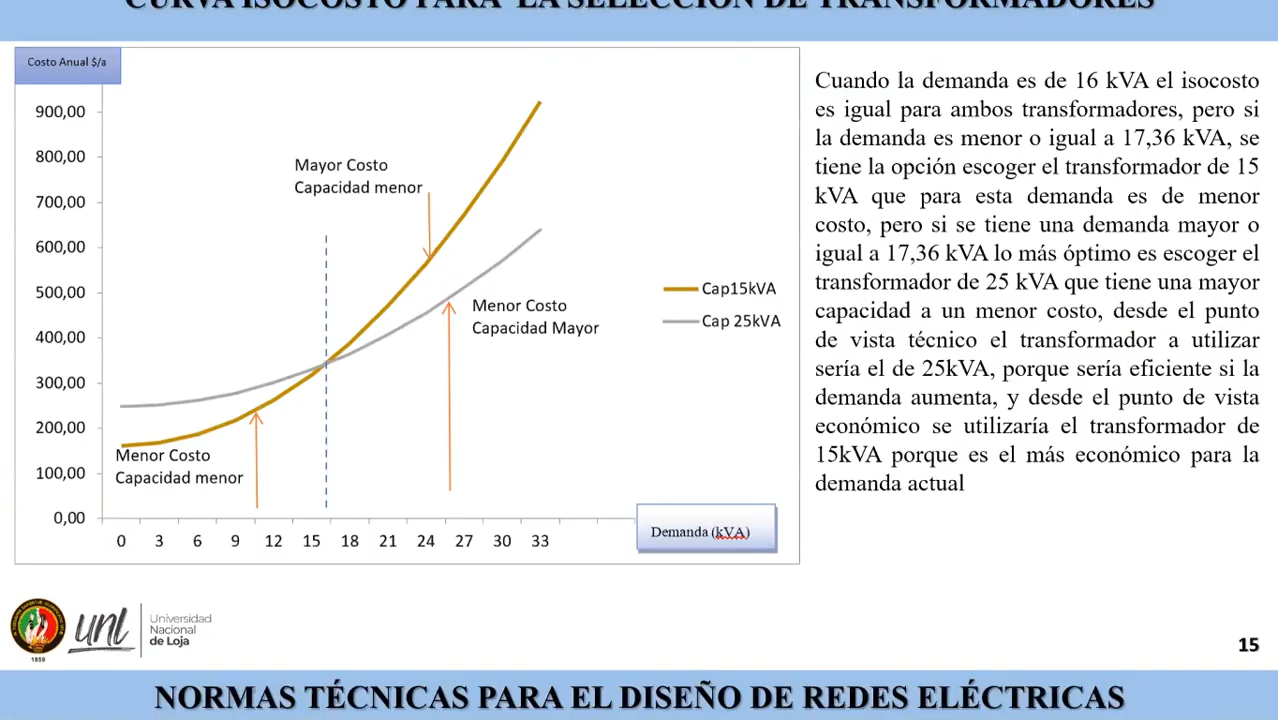 CURVA ISOCOSTO PARA LA SELECCIÓN DE TRANSFORMADORES
Costo Anual $/a
900,00
800,00
700,00
600,00
500,00
400,00
300,00
200,00
100,00
0,00
0 3 6 9 12 15 18 21 24 27 30 33
Mayor Costo
Capacidad menor
Menor Costo
Capacidad Mayor
Menor Costo
Capacidad menor
Cap15kVA
Cap 25kVA
Demanda (kVA)
Cuando la demanda es de 16 kVA el isocosto
es igual para ambos transformadores, pero si
la demanda es menor o igual a 17,36 kVA, se
tiene la opción escoger el transformador de 15
kVA que para esta demanda es de menor
costo, pero si se tiene una demanda mayor o
igual a 17,36 kVA lo más óptimo es escoger el
transformador de 25 kVA que tiene una mayor
capacidad a un menor costo, desde el punto
de vista técnico el transformador a utilizar
sería el de 25kVA, porque sería eficiente si la
demanda aumenta, y desde el punto de vista
económico se utilizaría el transformador de
15kVA porque es el más económico para la
demanda actual
1859
unl
Universidad
Nacional
de Loja
15
NORMAS TÉCNICAS PARA EL DISEÑO DE REDES ELÉCTRICAS